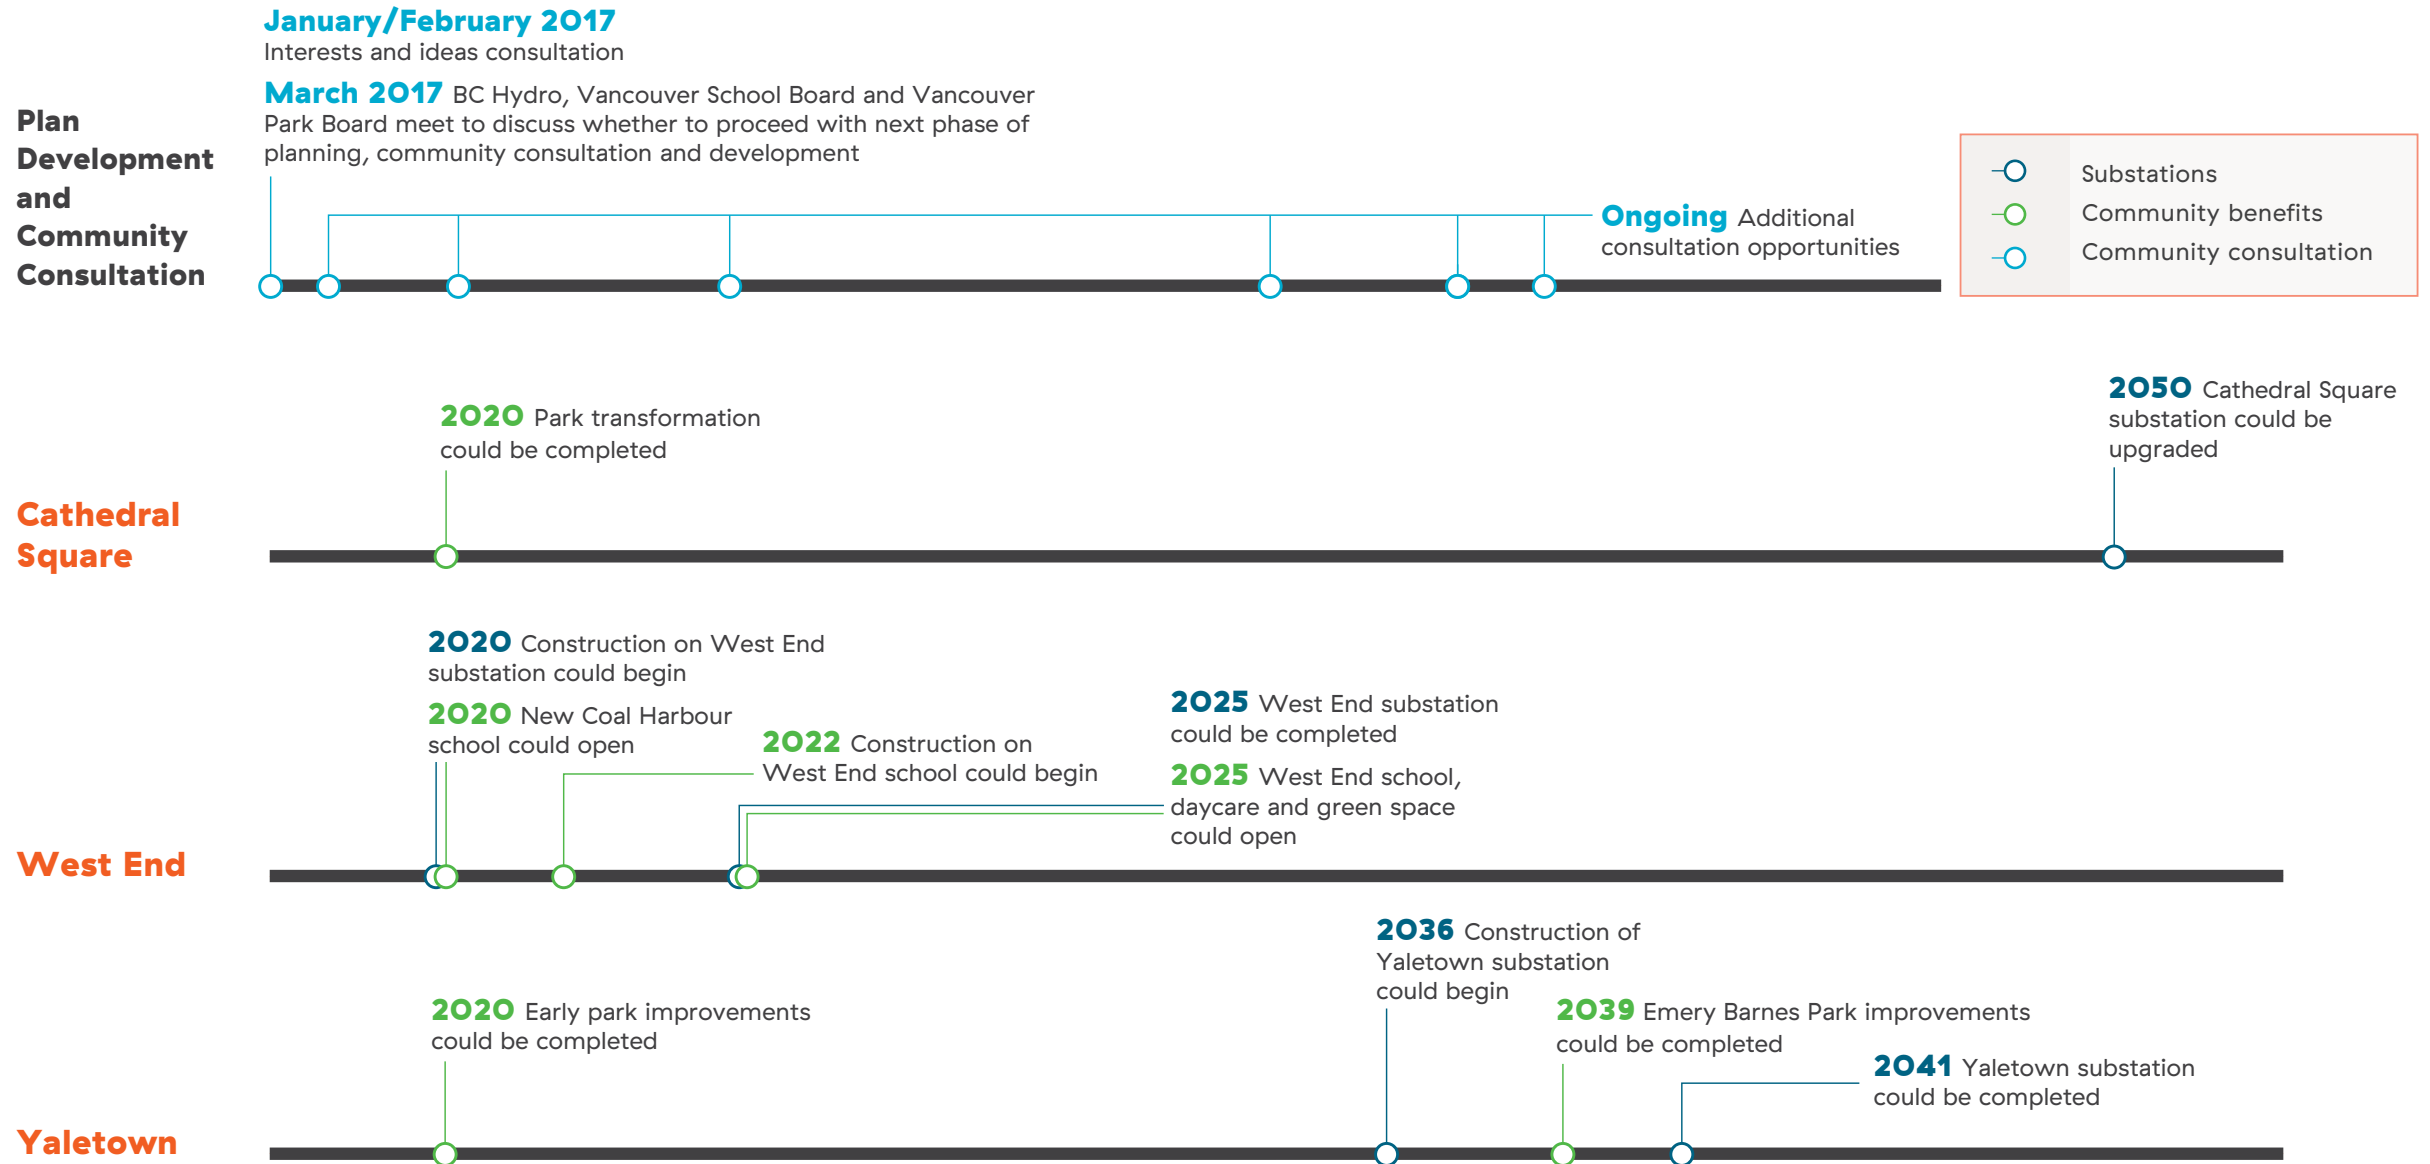 January/February 2017
Interests and ideas consultation
March 2017 BC Hydro, Vancouver School Board and Vancouver
Park Board meet to discuss whether to proceed with next phase of
planning, community consultation and development
Plan
Development
and
Community
Consultation
Ongoing Additional
consultation opportunities
Substations
Community benefits
Community consultation
Cathedral
Square
2020 Park transformation
could be completed
2050 Cathedral Square
substation could be
upgraded
West End
2020 Construction on West End
substation could begin
2020 New Coal Harbour
school could open
2022 Construction on
West End school could begin
2025 West End substation
could be completed
2025 West End school,
daycare and green space
could open
Yaletown
2020 Early park improvements
could be completed
2036 Construction of
Yaletown substation
could begin
2039 Emery Barnes Park improvements
could be completed
2041 Yaletown substation
could be completed